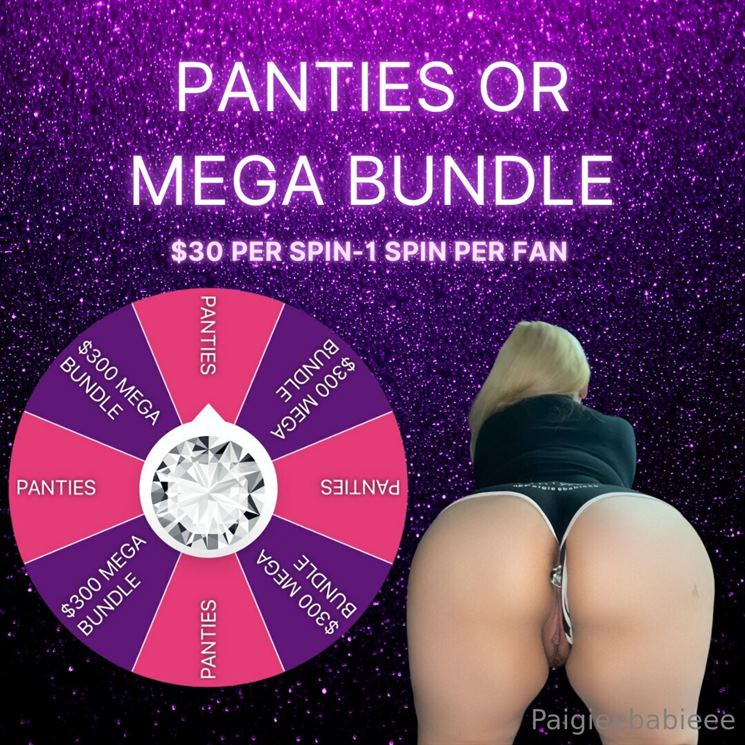 PANTIES OR
MEGA BUNDLE
$30 PER SPIN-1 SPIN PER FAN
PANTIES
$300 MEGA
BUNDLE
PANTIES
$300 MEGA
BUNDLE
PANTIES
$300 MEGA
BUNDLE
PANTIES
$300 MEGA
BUNDLE
Paigieebabieee